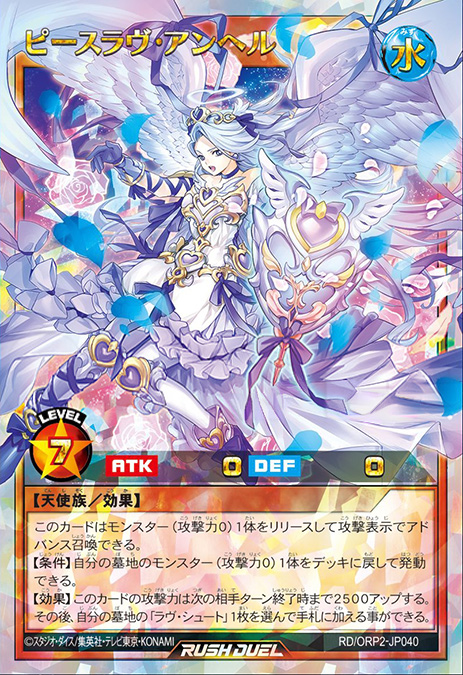 ピースラヴ・アンヘル
みず
水
LEVEL
7
ATK 0 DEF 0
【天使族/効果】
このカードはモンスター(攻撃力0)1体をリリースして攻撃表示でアド
バンス召喚できる。
【条件】自分の墓地のモンスター(攻撃力0)1体をデッキに戻して発動
できる。
【効果】このカードの攻撃力は次の相手ターン終了時まで2500アップする。
その後、自分の墓地の「ラヴ・シュート」1枚を選んで手札に加える事ができる。
©スタジオ・ダイス/集英社・テレビ東京・KONAMI
RUSH DUEL
RD/ORP2-JP040